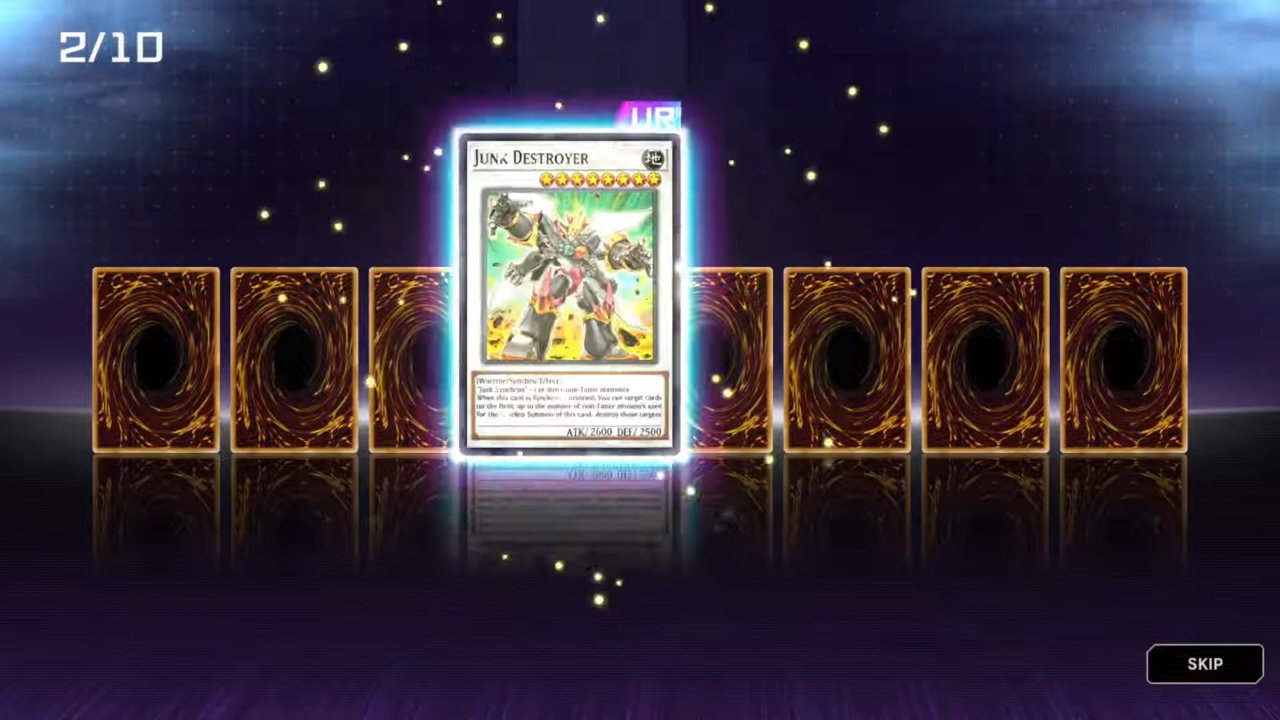 2/10
UR
JUNK DESTROYER
地
[Warrior/Synchro/Effect]
"Junk Synchron" + 1 or more non-Tuner monsters
When this card is Synchro Summoned: You can target cards
on the field, up to the number of non-Tuner monsters used
for the Synchro Summon of this card; destroy those targets.
ATK/2600 DEF/2500
SKIP